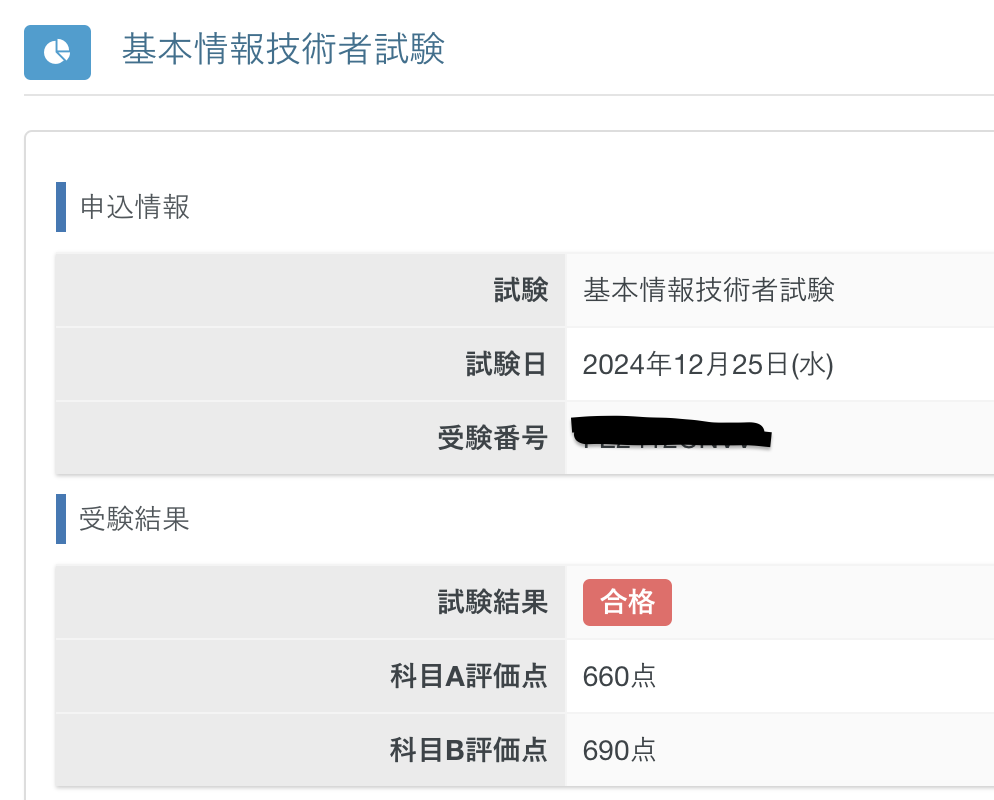 基本情報技術者試験
申込情報
試験 基本情報技術者試験
試験日 2024年12月25日(水)
受験番号
受験結果
試験結果 合格
科目A評価点 660点
科目B評価点 690点